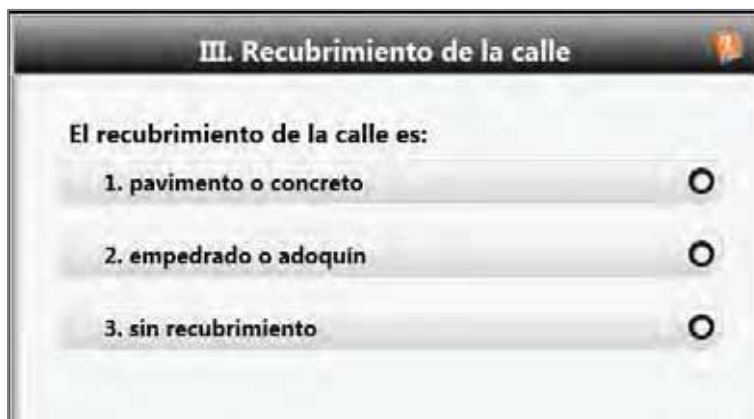 III. Recubrimiento de la calle
El recubrimiento de la calle es:
1. pavimento o concreto
2. empedrado o adoquín
3. sin recubrimiento